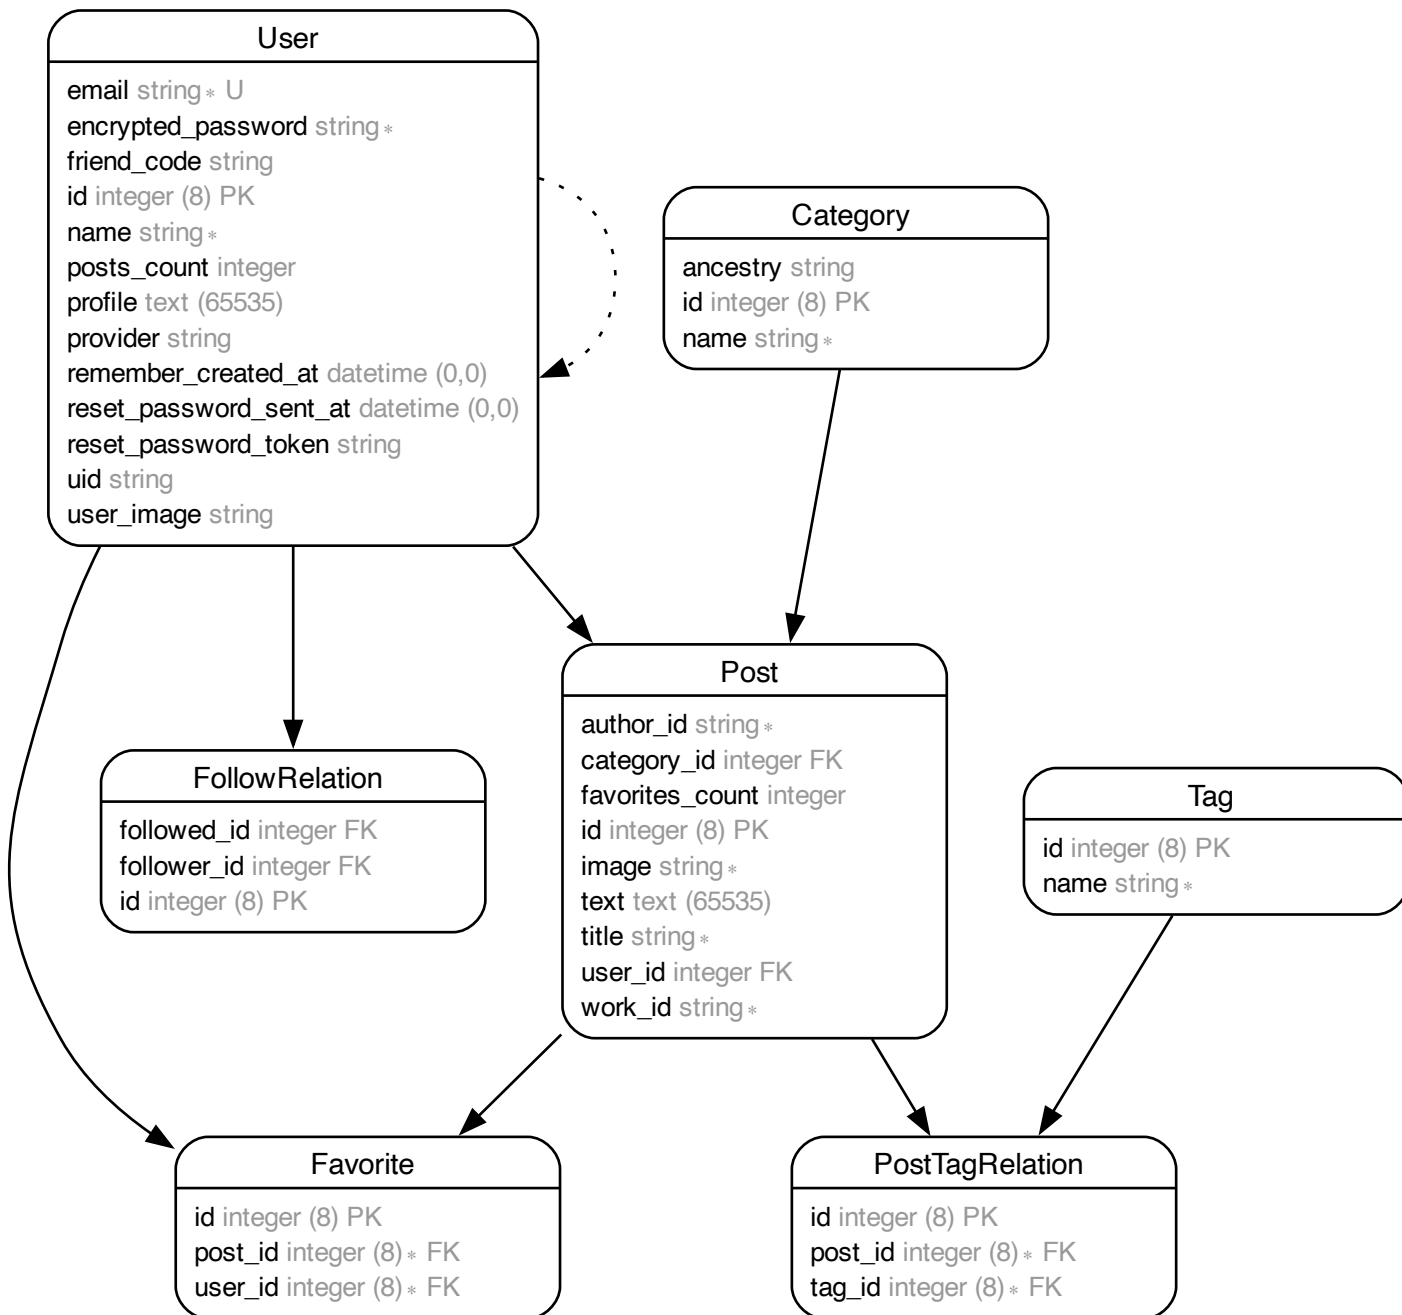 User
email string∗ U
encrypted_password string∗
friend_code string
id integer (8) PK
name string∗
posts_count integer
profile text (65535)
provider string
remember_created_at datetime (0,0)
reset_password_sent_at datetime (0,0)
reset_password_token string
uid string
user_image string
Category
ancestry string
id integer (8) PK
name string∗
Post
author_id string∗
category_id integer FK
favorites_count integer
id integer (8) PK
image string∗
text text (65535)
title string∗
user_id integer FK
work_id string∗
FollowRelation
followed_id integer FK
follower_id integer FK
id integer (8) PK
Tag
id integer (8) PK
name string∗
Favorite
id integer (8) PK
post_id integer (8)∗ FK
user_id integer (8)∗ FK
PostTagRelation
id integer (8) PK
post_id integer (8)∗ FK
tag_id integer (8)∗ FK